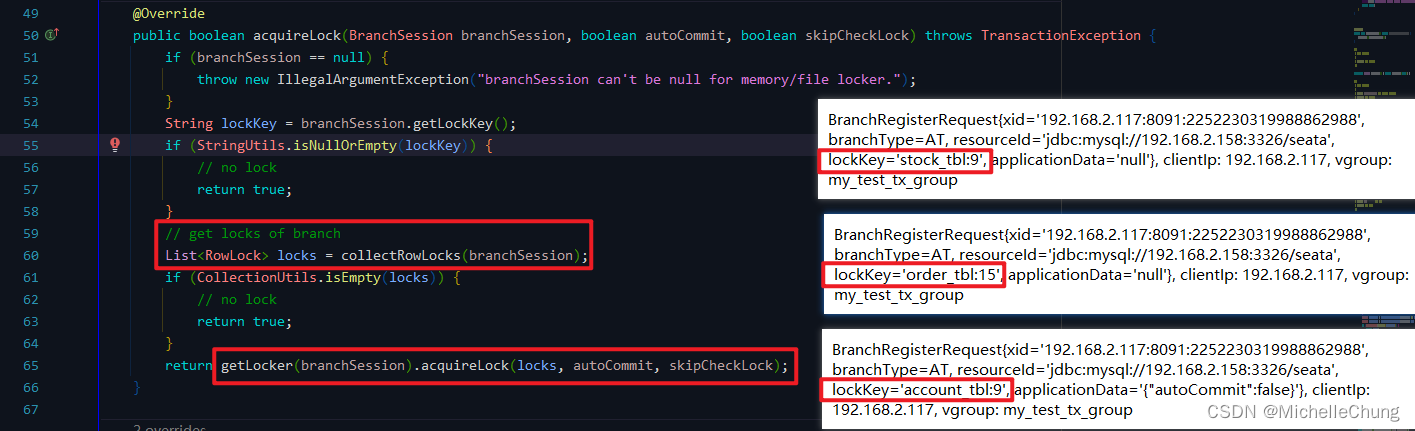 49 @Override
50 public boolean acquireLock(BranchSession branchSession, boolean autoCommit, boolean skipCheckLock) throws TransactionException {
51 if (branchSession == null) {
52 throw new IllegalArgumentException("branchSession can't be null for memory/file locker.");
53 }
54 String lockKey = branchSession.getLockKey();
55 if (StringUtils.isNullOrEmpty(lockKey)) {
56 // no lock
57 return true;
58 }
59 // get locks of branch
60 List<RowLock> locks = collectRowLocks(branchSession);
61 if (CollectionUtils.isEmpty(locks)) {
62 // no lock
63 return true;
64 }
65 return getLocker(branchSession).acquireLock(locks, autoCommit, skipCheckLock);
66 }
67
2 overrides
BranchRegisterRequest{xid='192.168.2.117:8091:2252230319988862988',
branchType=AT, resourceId='jdbc:mysql://192.168.2.158:3326/seata',
lockKey='stock_tbl:9', applicationData='null'}, clientIp: 192.168.2.117, vgroup:
my_test_tx_group
BranchRegisterRequest{xid='192.168.2.117:8091:2252230319988862988',
branchType=AT, resourceId='jdbc:mysql://192.168.2.158:3326/seata',
lockKey='order_tbl:15', applicationData='null'}, clientIp: 192.168.2.117, vgroup:
my_test_tx_group
BranchRegisterRequest{xid='192.168.2.117:8091:2252230319988862988',
branchType=AT, resourceId='jdbc:mysql://192.168.2.158:3326/seata',
lockKey='account_tbl:9', applicationData='{"autoCommit":false}'}, clientIp:
192.168.2.117, vgroup: my_test_tx_group
CSDN @MichelleChung